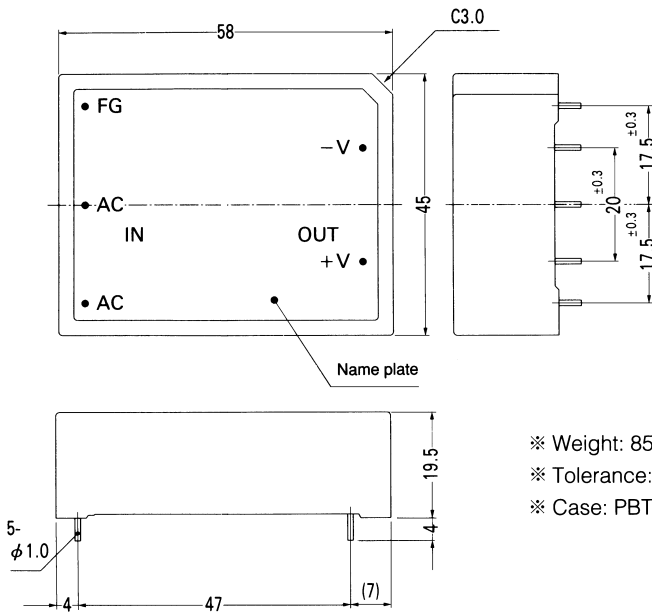 58
C3.0
FG
−V
AC
IN
OUT
+V
AC
45
Name plate
17.5 ±0.3
20 ±0.3
17.5 ±0.3
19.5
4
5-
φ1.0
4
47
(7)
※ Weight: 85
※ Tolerance:
※ Case: PBT